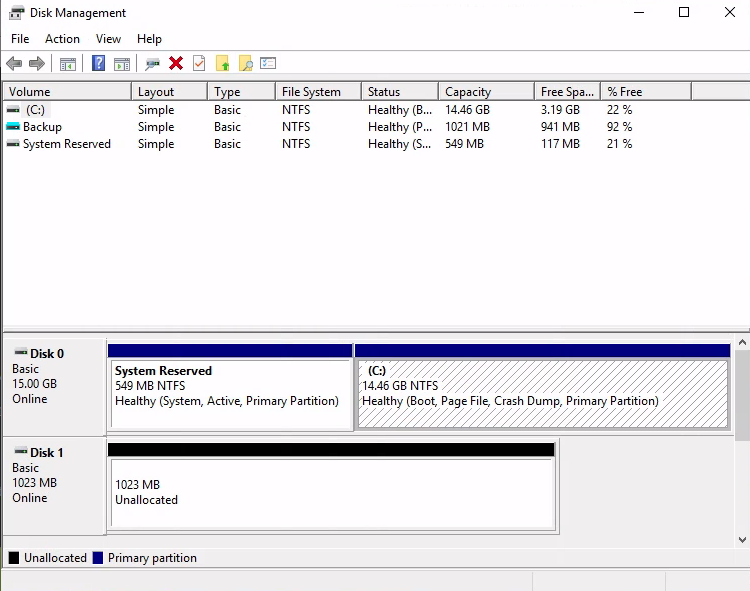 Disk Management
File Action View Help
Volume Layout Type File System Status Capacity Free Spa... % Free
(C:) Simple Basic NTFS Healthy (B... 14.46 GB 3.19 GB 22 %
Backup Simple Basic NTFS Healthy (P... 1021 MB 941 MB 92 %
System Reserved Simple Basic NTFS Healthy (S... 549 MB 117 MB 21 %
Disk 0
Basic
15.00 GB
Online
System Reserved
549 MB NTFS
Healthy (System, Active, Primary Partition)
(C:)
14.46 GB NTFS
Healthy (Boot, Page File, Crash Dump, Primary Partition)
Disk 1
Basic
1023 MB
Online
1023 MB
Unallocated
Unallocated Primary partition